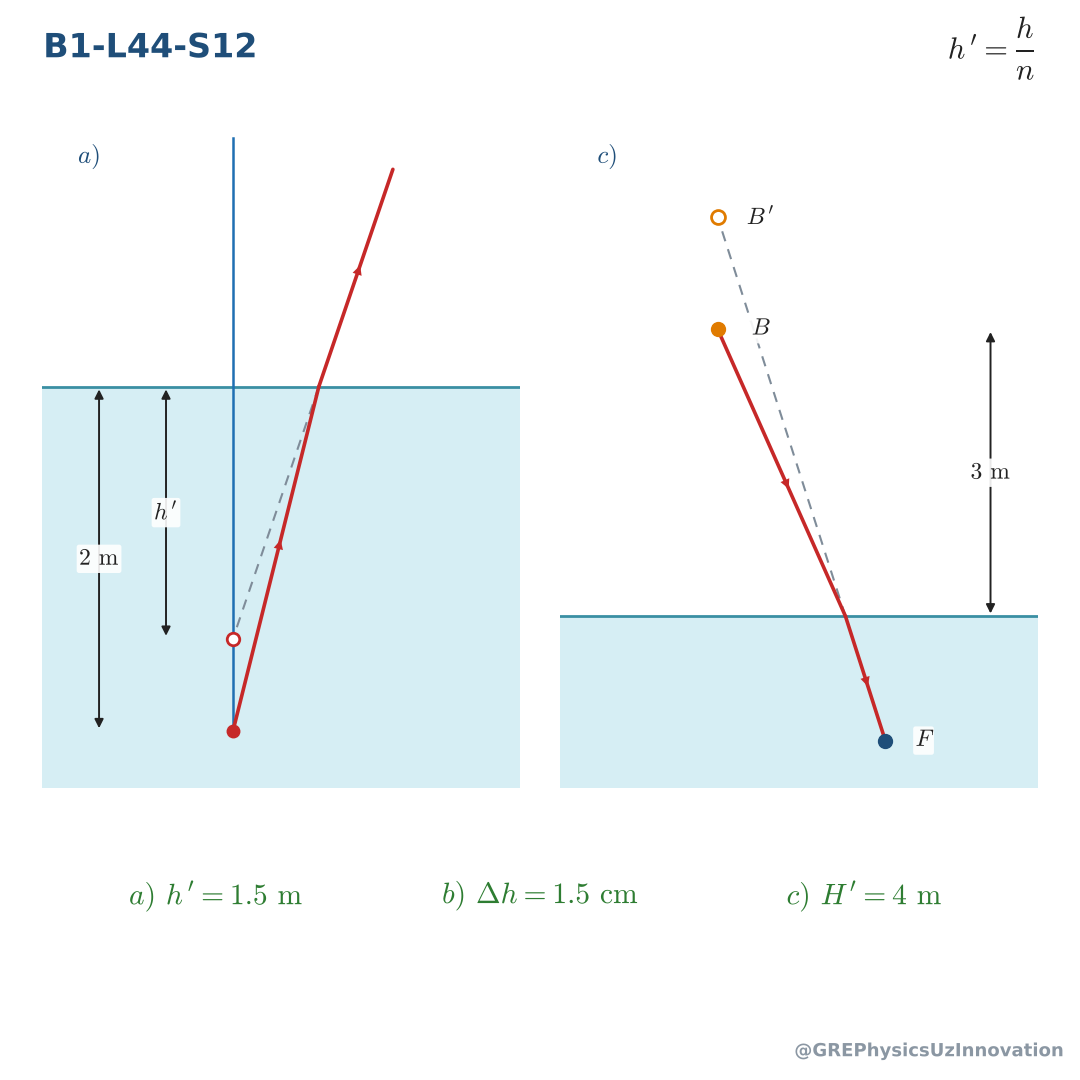 B1-L44-S12
h′ = h/n
a)
c)
B′
B
3 m
h′
2 m
F
a) h′ = 1.5 m
b) Δh = 1.5 cm
c) H′ = 4 m
@GREPhysicsUzInnovation